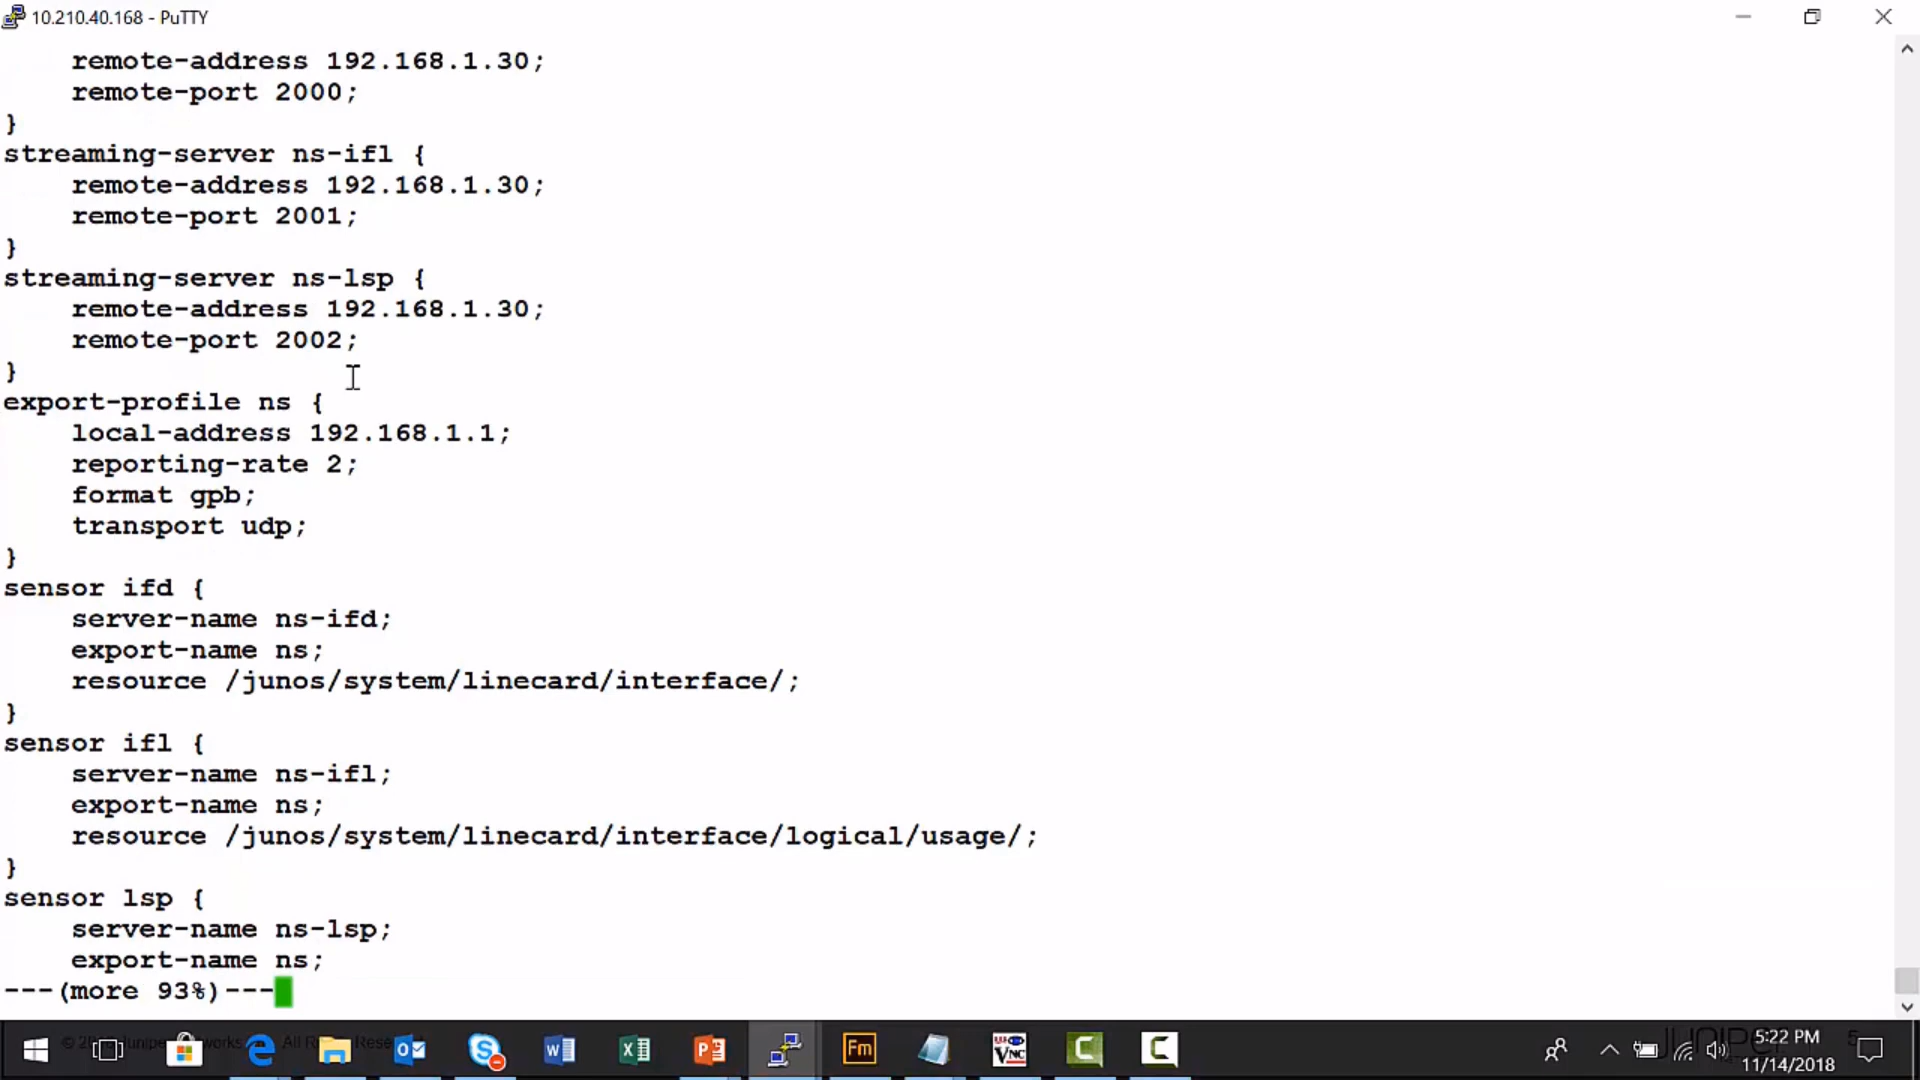 10.210.40.168 - PuTTY
remote-address 192.168.1.30;
remote-port 2000;
}
streaming-server ns-ifl {
remote-address 192.168.1.30;
remote-port 2001;
}
streaming-server ns-lsp {
remote-address 192.168.1.30;
remote-port 2002;
}
export-profile ns {
local-address 192.168.1.1;
reporting-rate 2;
format gpb;
transport udp;
}
sensor ifd {
server-name ns-ifd;
export-name ns;
resource /junos/system/linecard/interface/;
}
sensor ifl {
server-name ns-ifl;
export-name ns;
resource /junos/system/linecard/interface/logical/usage/;
}
sensor lsp {
server-name ns-lsp;
export-name ns;
---(more 93%)---
Fm
VNC
5:22 PM
11/14/2018